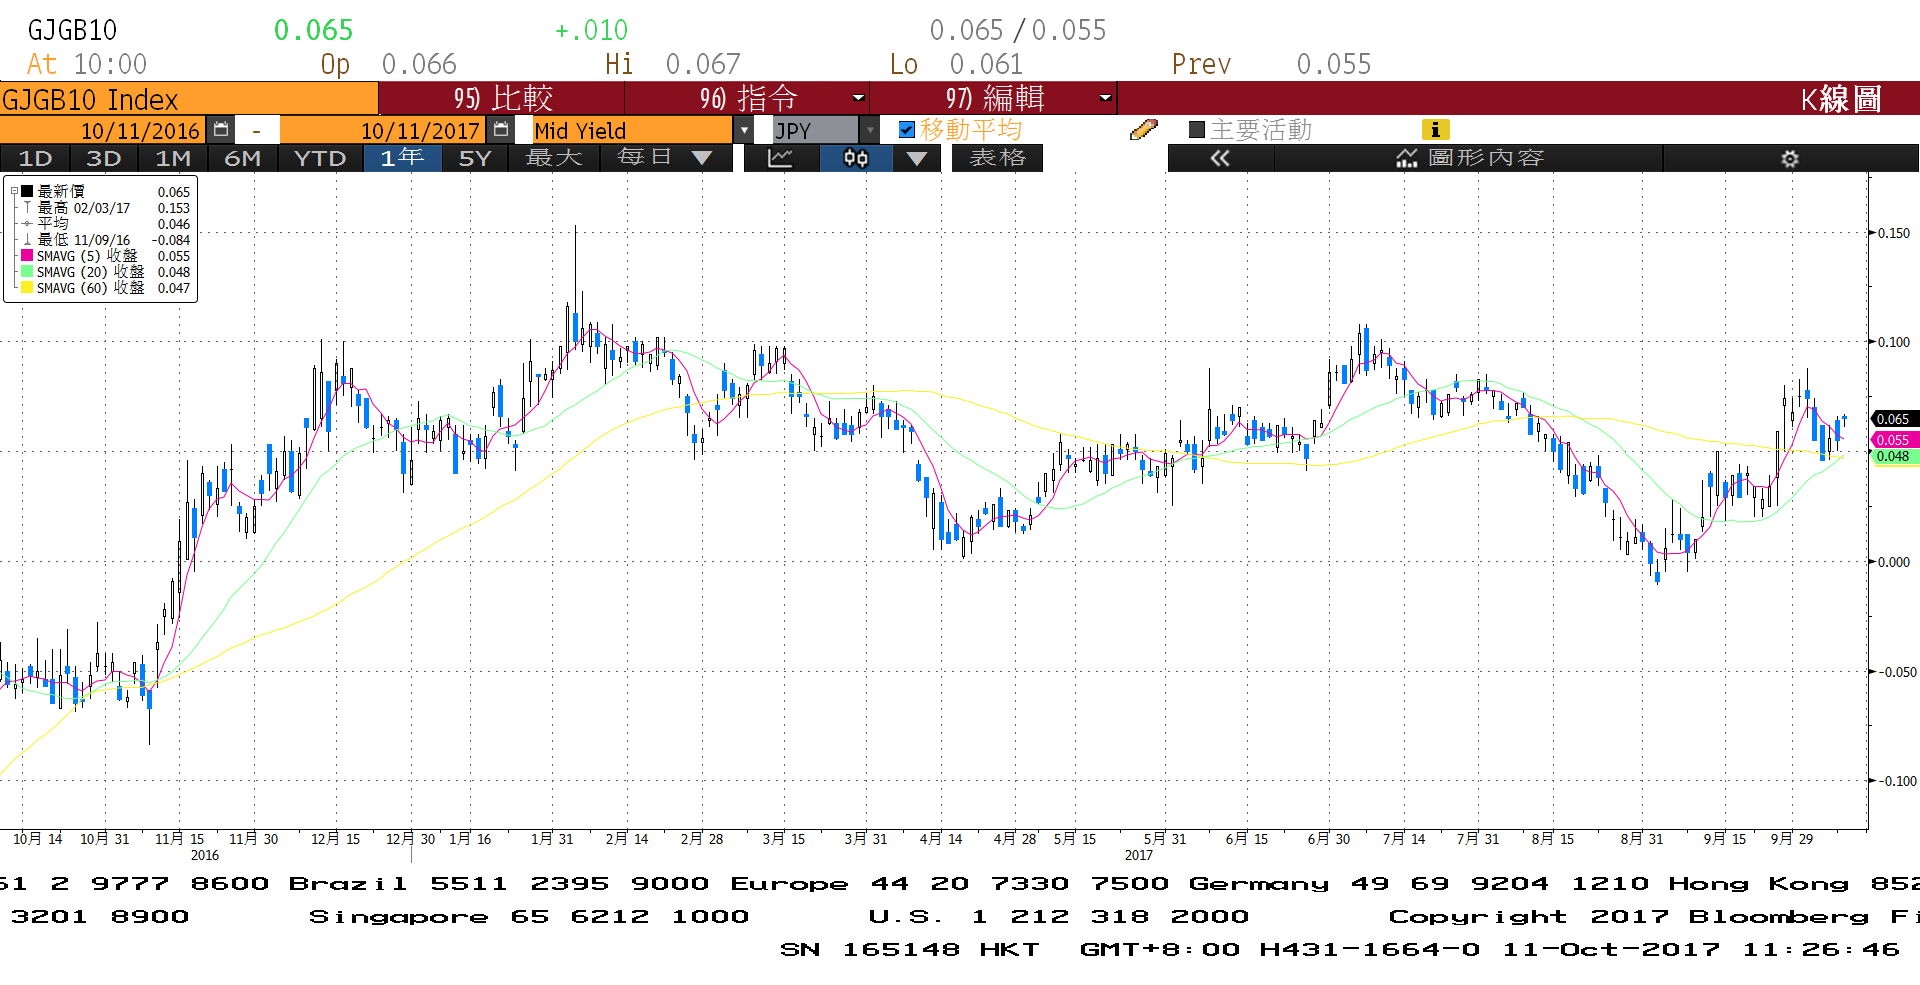 GJGB10 0.065 +.010 0.065 / 0.055
At 10:00 Op 0.066 Hi 0.067 Lo 0.061 Prev 0.055
GJGB10 Index 95) 比較 96) 指令 97) 編輯 K線圖
10/11/2016 - 10/11/2017 Mid Yield JPY 移動平均 主要活動
1D 3D 1M 6M YTD 1年 5Y 最大 每日 表格 圖形內容
最新價 0.065
最高 02/03/17 0.153
平均 0.046
最低 11/09/16 -0.084
SMAVG (5) 收盤 0.055
SMAVG (20) 收盤 0.048
SMAVG (60) 收盤 0.047
0.150
0.100
0.065
0.055
0.048
0.000
-0.050
-0.100
10月 14 10月 31 11月 15 11月 30 12月 15 12月 30 1月 16 1月 31 2月 14 2月 28 3月 15 3月 31 4月 14 4月 28 5月 15 5月 31 6月 15 6月 30 7月 14 7月 31 8月 15 8月 31 9月 15 9月 29
2016 2017
61 2 9777 8600 Brazil 5511 2395 9000 Europe 44 20 7330 7500 Germany 49 69 9204 1210 Hong Kong 852
3201 8900 Singapore 65 6212 1000 U.S. 1 212 318 2000 Copyright 2017 Bloomberg Fi
SN 165148 HKT GMT+8:00 H431-1664-0 11-Oct-2017 11:26:46